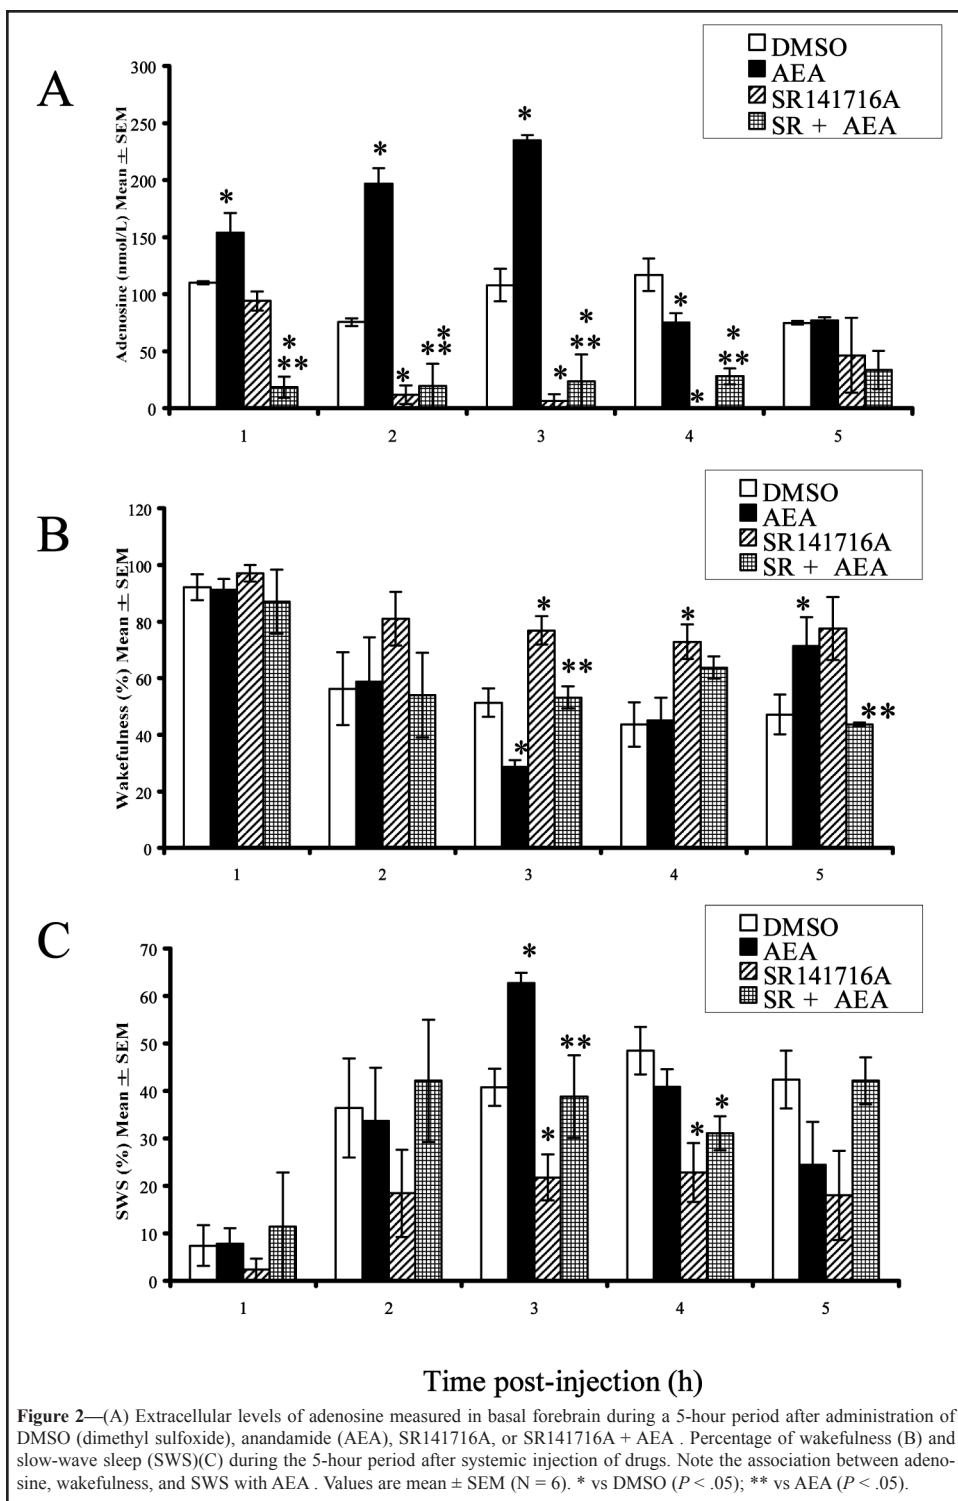 A
DMSO
AEA
SR141716A
SR + AEA
Adenosine (nmol/L) Mean ± SEM
300
250
200
150
100
50
0
*
*
*
*
*
*
*
*
*
*
**
**
**
**
1 2 3 4 5
B
DMSO
AEA
SR141716A
SR + AEA
Wakefulness (%) Mean ± SEM
120
100
80
60
40
20
0
*
*
*
*
**
**
1 2 3 4 5
C
DMSO
AEA
SR141716A
SR + AEA
SWS (%) Mean ± SEM
70
60
50
40
30
20
10
0
*
*
*
*
**
1 2 3 4 5
Time post-injection (h)
Figure 2—(A) Extracellular levels of adenosine measured in basal forebrain during a 5-hour period after administration of
DMSO (dimethyl sulfoxide), anandamide (AEA), SR141716A, or SR141716A + AEA . Percentage of wakefulness (B) and
slow-wave sleep (SWS)(C) during the 5-hour period after systemic injection of drugs. Note the association between adeno-
sine, wakefulness, and SWS with AEA . Values are mean ± SEM (N = 6). * vs DMSO (P < .05); ** vs AEA (P < .05).